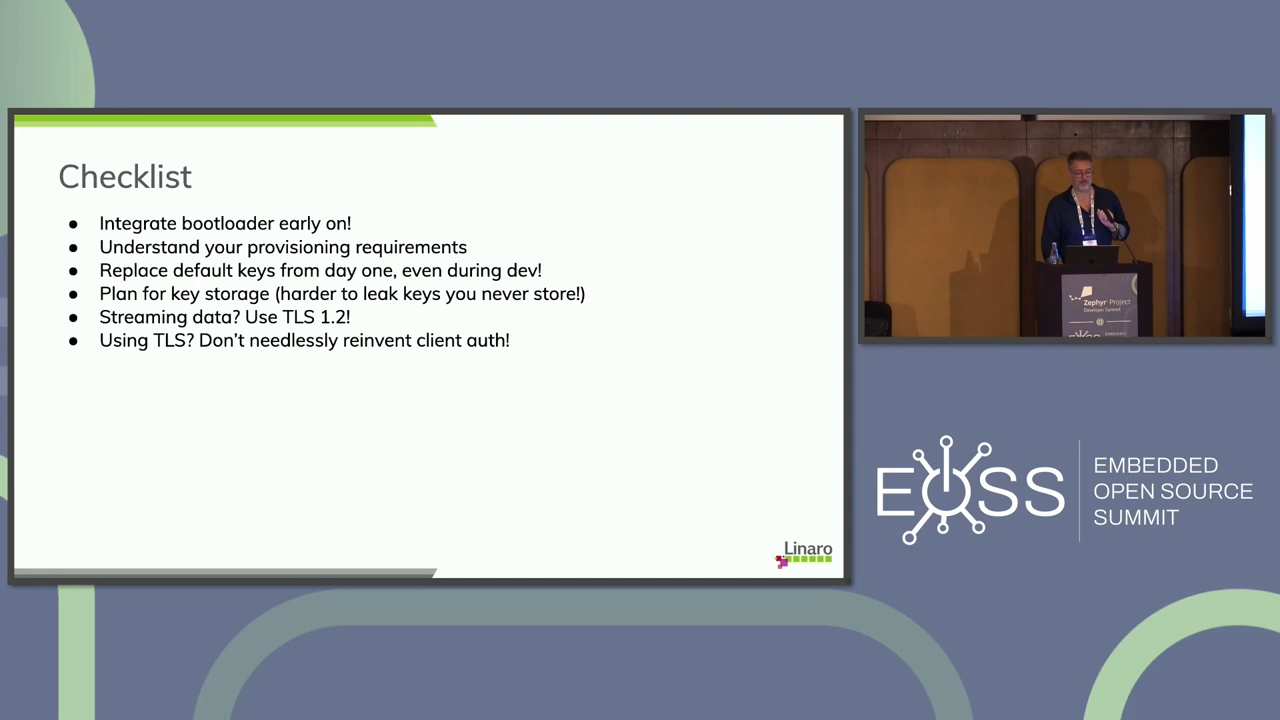 Checklist
● Integrate bootloader early on!
● Understand your provisioning requirements
● Replace default keys from day one, even during dev!
● Plan for key storage (harder to leak keys you never store!)
● Streaming data? Use TLS 1.2!
● Using TLS? Don't needlessly reinvent client auth!
Linaro
Zephyr® Project
Developer Summit
@
EOSS
EMBEDDED
OPEN SOURCE
SUMMIT